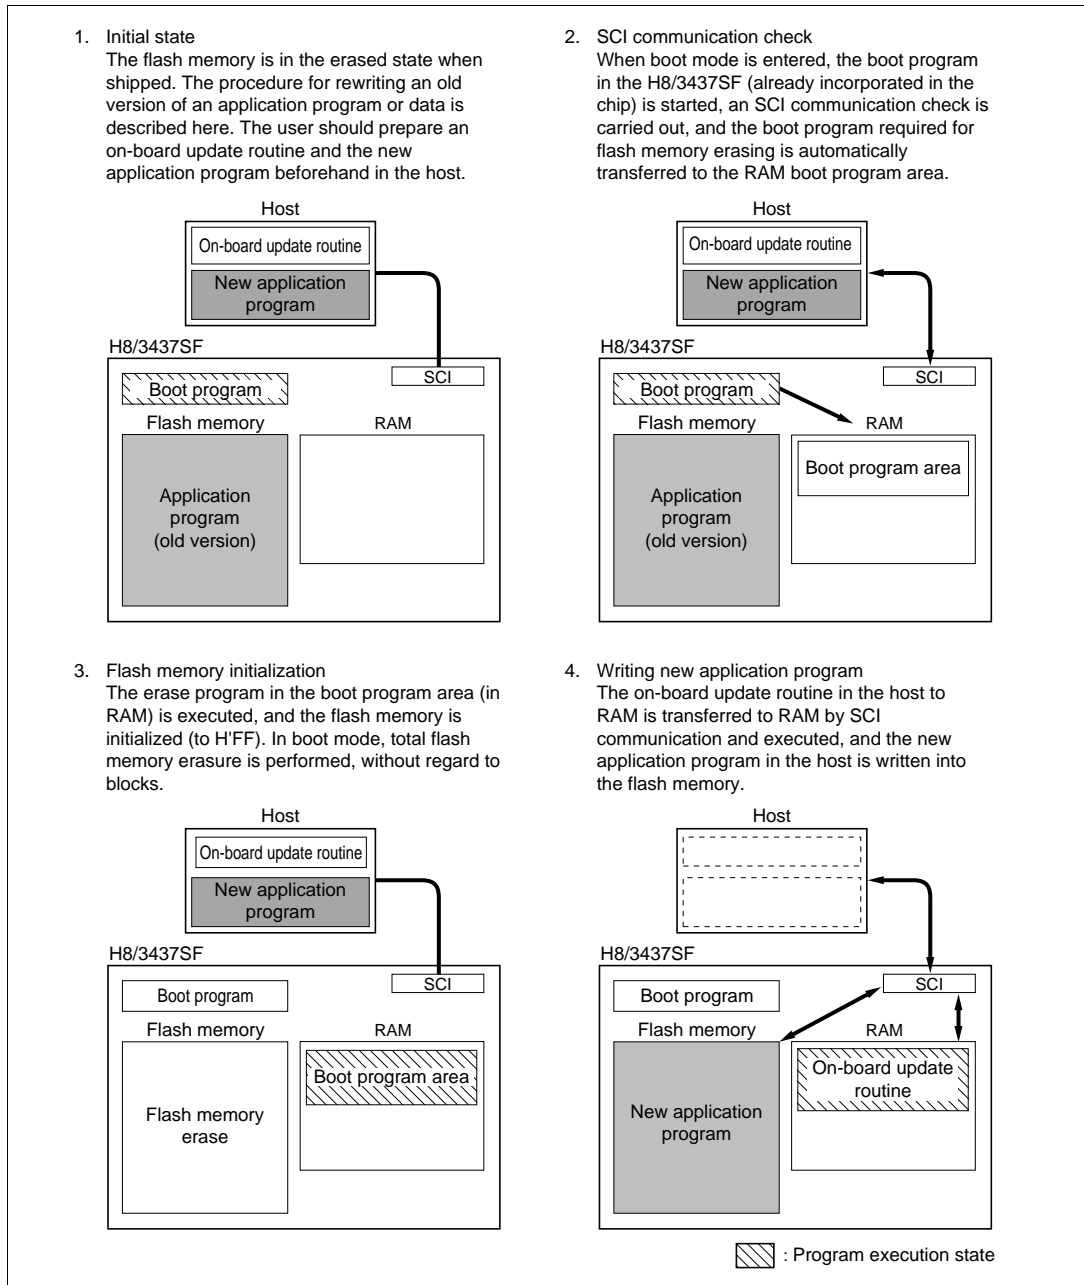 1. Initial state
The flash memory is in the erased state when
shipped. The procedure for rewriting an old
version of an application program or data is
described here. The user should prepare an
on-board update routine and the new
application program beforehand in the host.
Host
On-board update routine
New application
program
H8/3437SF
SCI
Boot program
Flash memory
RAM
Application
program
(old version)
2. SCI communication check
When boot mode is entered, the boot program
in the H8/3437SF (already incorporated in the
chip) is started, an SCI communication check is
carried out, and the boot program required for
flash memory erasing is automatically
transferred to the RAM boot program area.
Host
On-board update routine
New application
program
H8/3437SF
SCI
Boot program
Flash memory
RAM
Boot program area
Application
program
(old version)
3. Flash memory initialization
The erase program in the boot program area (in
RAM) is executed, and the flash memory is
initialized (to H'FF). In boot mode, total flash
memory erasure is performed, without regard to
blocks.
Host
On-board update routine
New application
program
H8/3437SF
SCI
Boot program
Flash memory
RAM
Boot program area
Flash memory
erase
4. Writing new application program
The on-board update routine in the host to
RAM is transferred to RAM by SCI
communication and executed, and the new
application program in the host is written into
the flash memory.
Host
H8/3437SF
SCI
Boot program
Flash memory
RAM
On-board update
routine
New application
program
: Program execution state